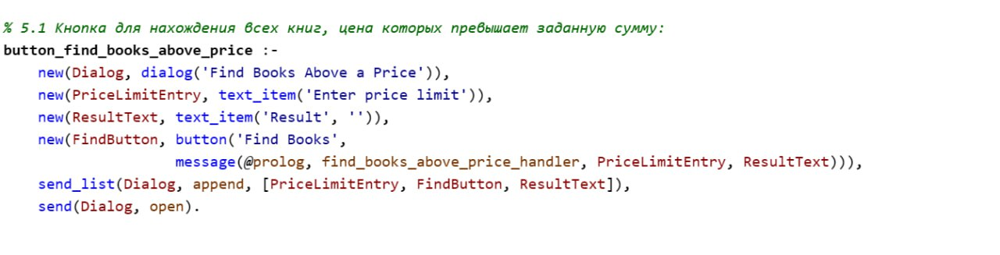 % 5.1 Кнопка для нахождения всех книг, цена которых превышает заданную сумму:
button_find_books_above_price :-
    new(Dialog, dialog('Find Books Above a Price')),
    new(PriceLimitEntry, text_item('Enter price limit')),
    new(ResultText, text_item('Result', '')),
    new(FindButton, button('Find Books',
                    message(@prolog, find_books_above_price_handler, PriceLimitEntry, ResultText))),
    send_list(Dialog, append, [PriceLimitEntry, FindButton, ResultText]),
    send(Dialog, open).